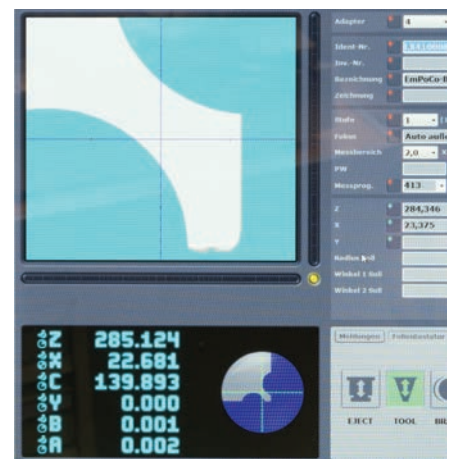 Adapter 4
Ident-Nr.
Inv.-Nr.
Bezeichnung EmPoCo-B
Zeichnung
Stufe 1
Fokus Auto auße
Messbereich 2,0 X
PW
Messprog. 413
Z 284,346
X 23,375
Y
Radius Soll
Winkel 1 Soll
Winkel 2 Soll
Z 285.124
X 22.681
C 139.893
Y 0.000
B 0.001
A 0.002
Meldungen
EJECT TOOL